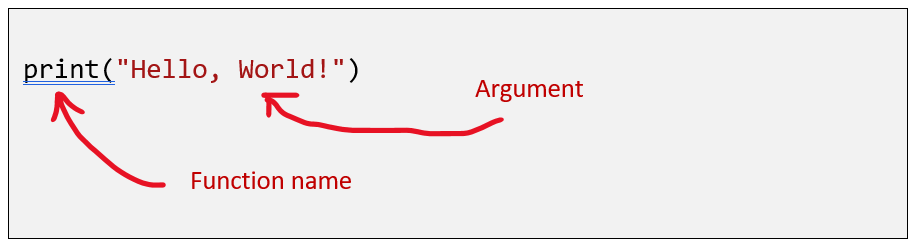 print("Hello, World!")
Argument
Function name